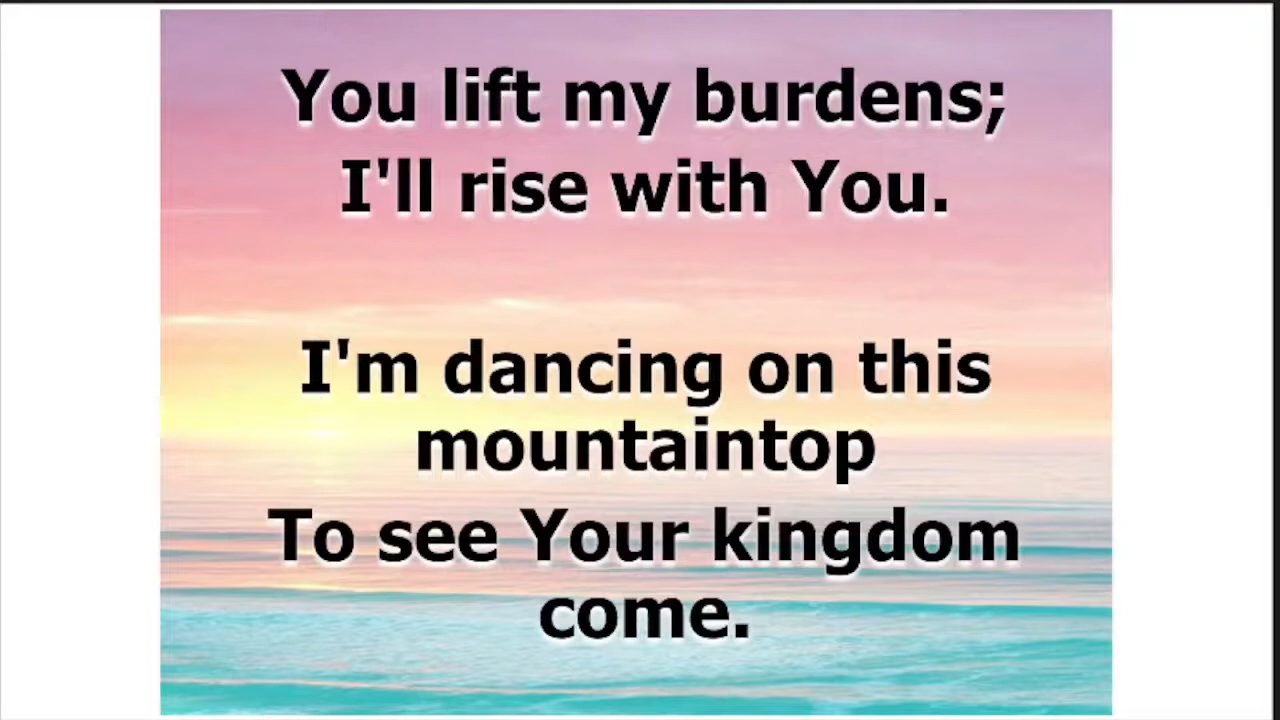 You lift my burdens;
I'll rise with You.
I'm dancing on this
mountaintop
To see Your kingdom
come.